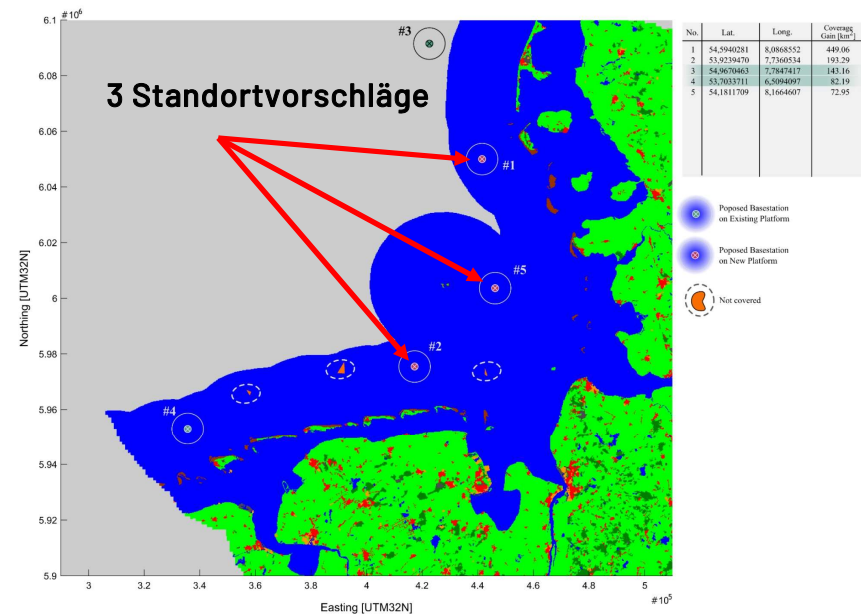 #10⁶
6.1
6.08
6.06
6.04
6.02
6
5.98
5.96
5.94
5.92
5.9
Northing [UTM32N]
3 Standortvorschläge
#3
#1
#5
#2
#4
3 3.2 3.4 3.6 3.8 4 4.2 4.4 4.6 4.8 5
#10⁵
Easting [UTM32N]
No. Lat. Long. Coverage Gain [km²]
1 54,5940281 8,0868552 449.06
2 53,9239470 7,7360534 193.29
3 54,9670463 7,7847417 143.16
4 53,7033711 6,5094097 82.19
5 54,1811709 8,1664607 72.95
Poposed Basestation
on Existing Platform
Poposed Basestation
on New Platform
Not covered